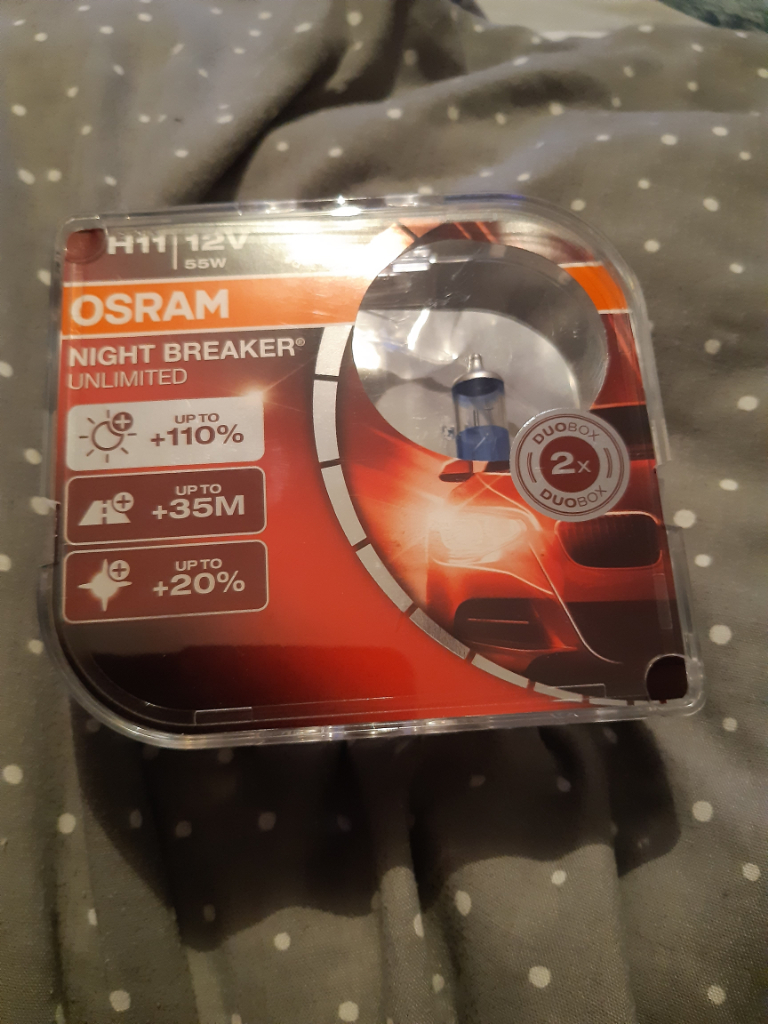 H11 | 12V
55W
OSRAM
NIGHT BREAKER®
UNLIMITED
UP TO
+110%
UP TO
+35M
UP TO
+20%
DUOBOX
2x
DUOBOX